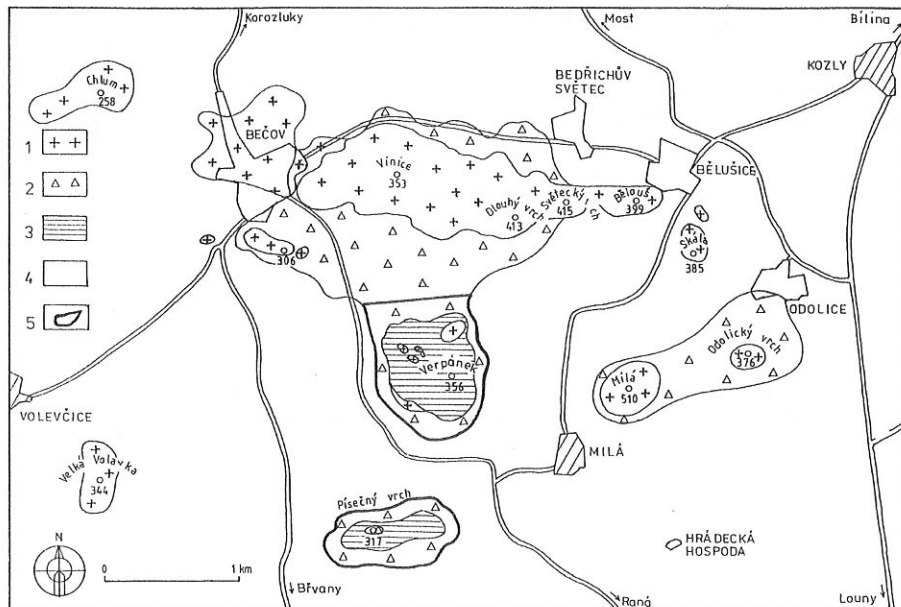 Korozluky
Most
Bílina
Chlum
258
KOZLY
BEDŘICHŮV
SVĚTEC
1
BEČOV
2
Vinice
353
BĚLUŠICE
Světecký vrch
415
Bělouš
399
Dlouhý vrch
413
3
Skála
385
306
4
ODOLICE
5
Odolický vrch
376
Verpánek
356
Milá
510
VOLEVČICE
MILÁ
Velká Volavka
344
Písečný vrch
317
HRÁDECKÁ
HOSPODA
N
0
1 km
Břvany
Raná
Louny